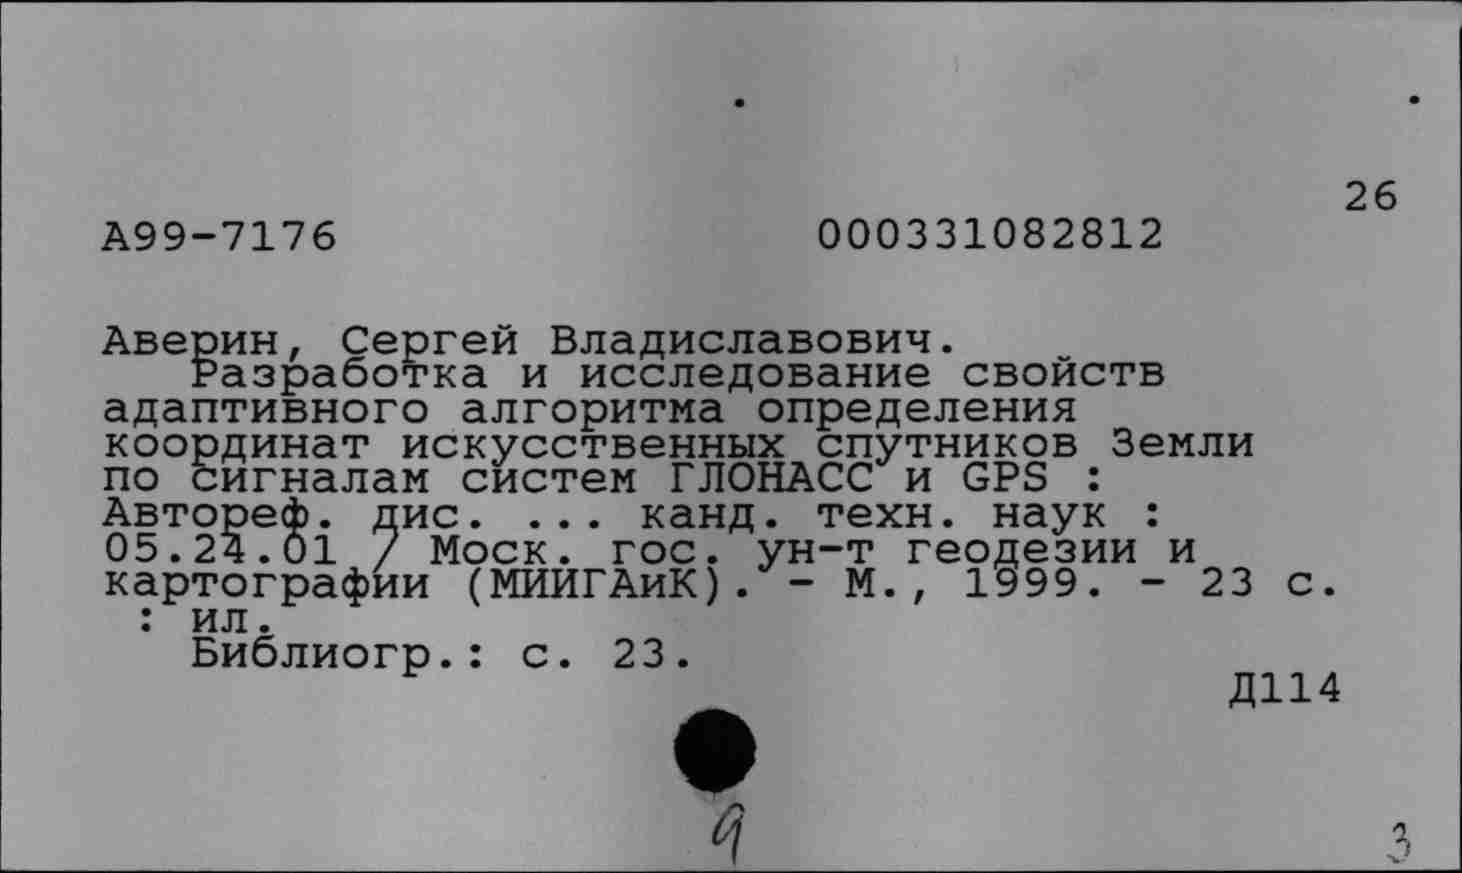 26
А99-7176 000331082812
Аверин, Сергей Владиславович.
Разработка и исследование свойств
адаптивного алгоритма определения
координат искусственных спутников Земли
по сигналам систем ГЛОНАСС и GPS :
Автореф. дис. ... канд. техн. наук :
05.24.01 / Моск. гос. ун-т геодезии и
картографии (МИИГАиК). - М., 1999. - 23 с.
: ил.
Библиогр.: с. 23.
Д114
9
3